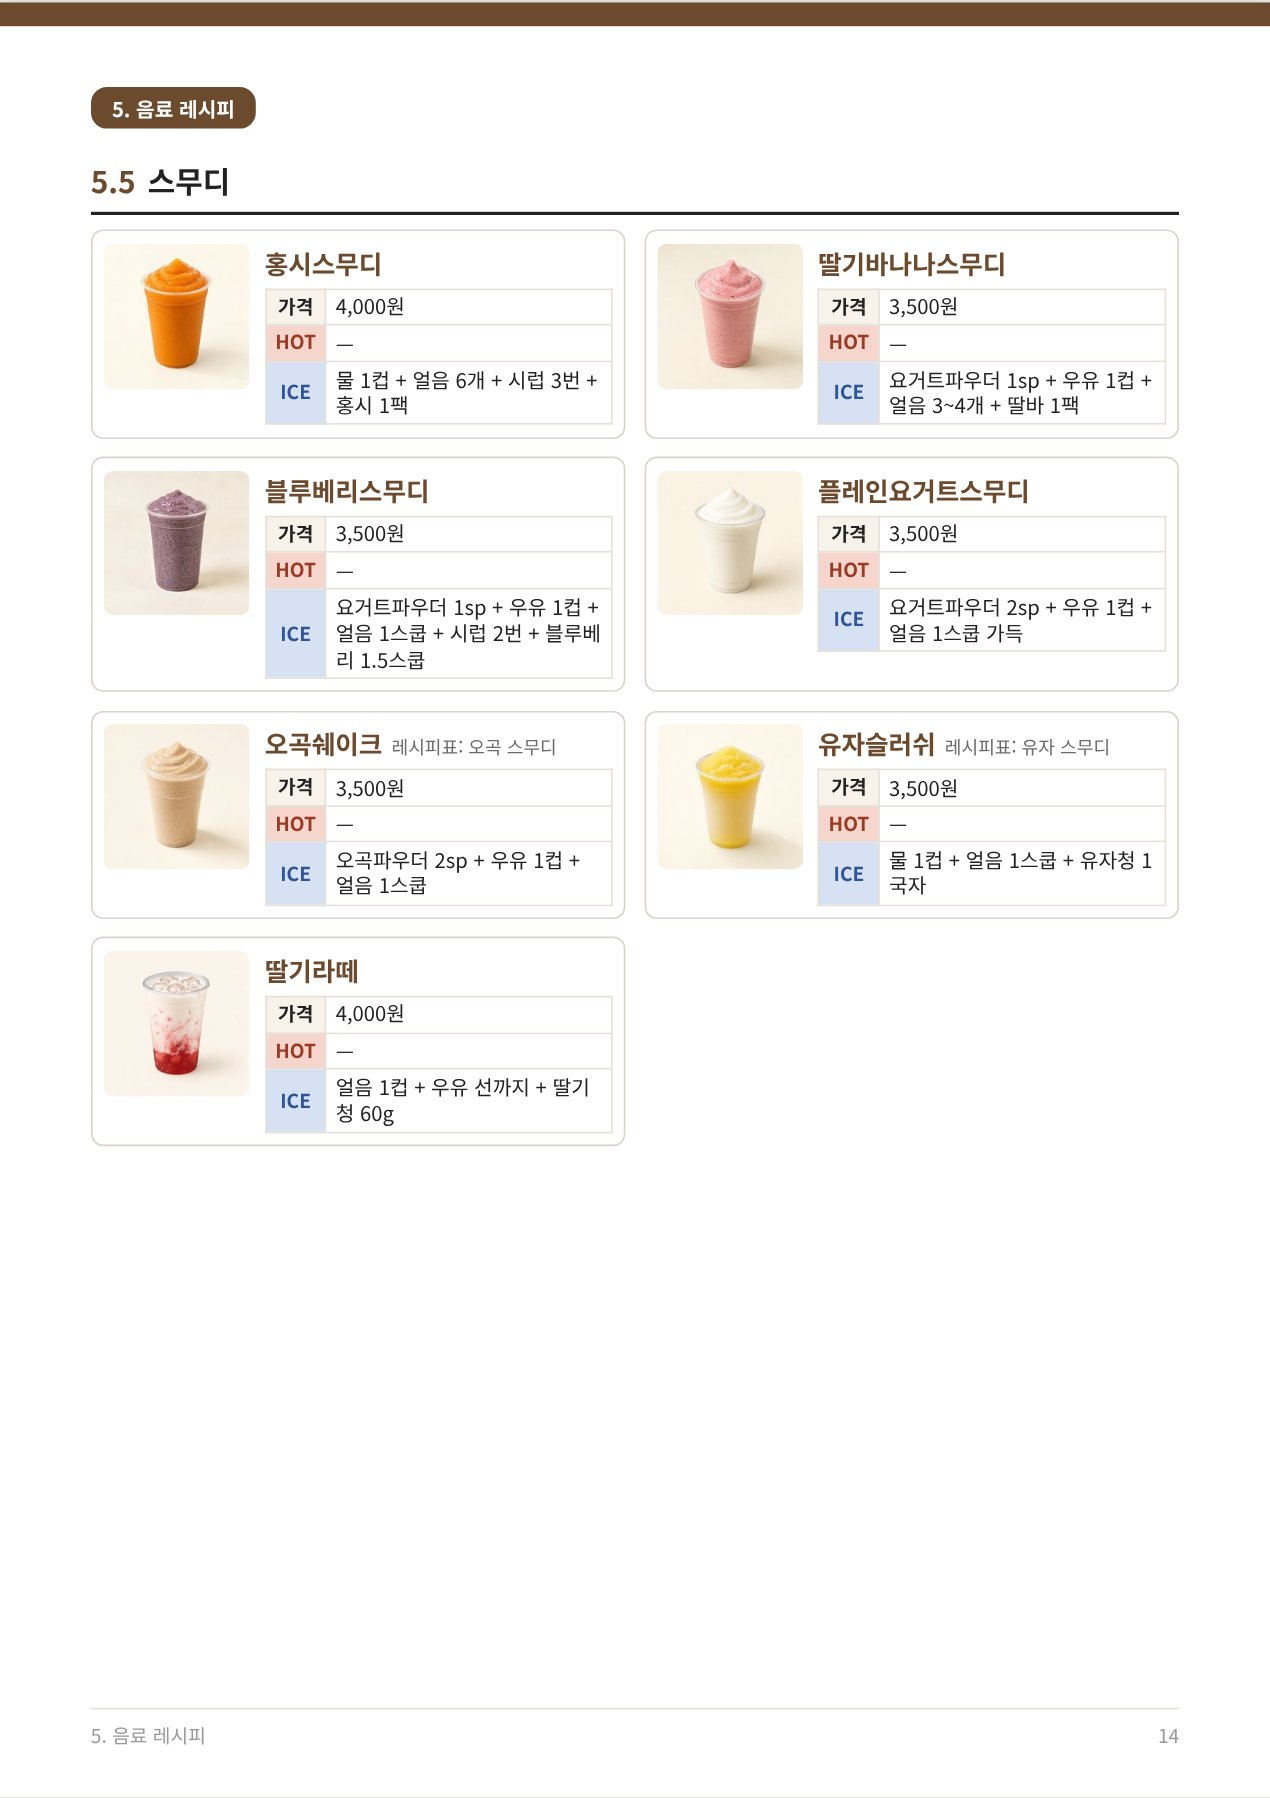 5. 음료 레시피
5.5 스무디
홍시스무디
가격 4,000원
HOT —
ICE 물 1컵 + 얼음 6개 + 시럽 3번 +
홍시 1팩
딸기바나나스무디
가격 3,500원
HOT —
ICE 요거트파우더 1sp + 우유 1컵 +
얼음 3~4개 + 딸바 1팩
블루베리스무디
가격 3,500원
HOT —
ICE 요거트파우더 1sp + 우유 1컵 +
얼음 1스쿱 + 시럽 2번 + 블루베
리 1.5스쿱
플레인요거트스무디
가격 3,500원
HOT —
ICE 요거트파우더 2sp + 우유 1컵 +
얼음 1스쿱 가득
오곡쉐이크 레시피표: 오곡 스무디
가격 3,500원
HOT —
ICE 오곡파우더 2sp + 우유 1컵 +
얼음 1스쿱
유자슬러쉬 레시피표: 유자 스무디
가격 3,500원
HOT —
ICE 물 1컵 + 얼음 1스쿱 + 유자청 1
국자
딸기라떼
가격 4,000원
HOT —
ICE 얼음 1컵 + 우유 선까지 + 딸기
청 60g
5. 음료 레시피
14